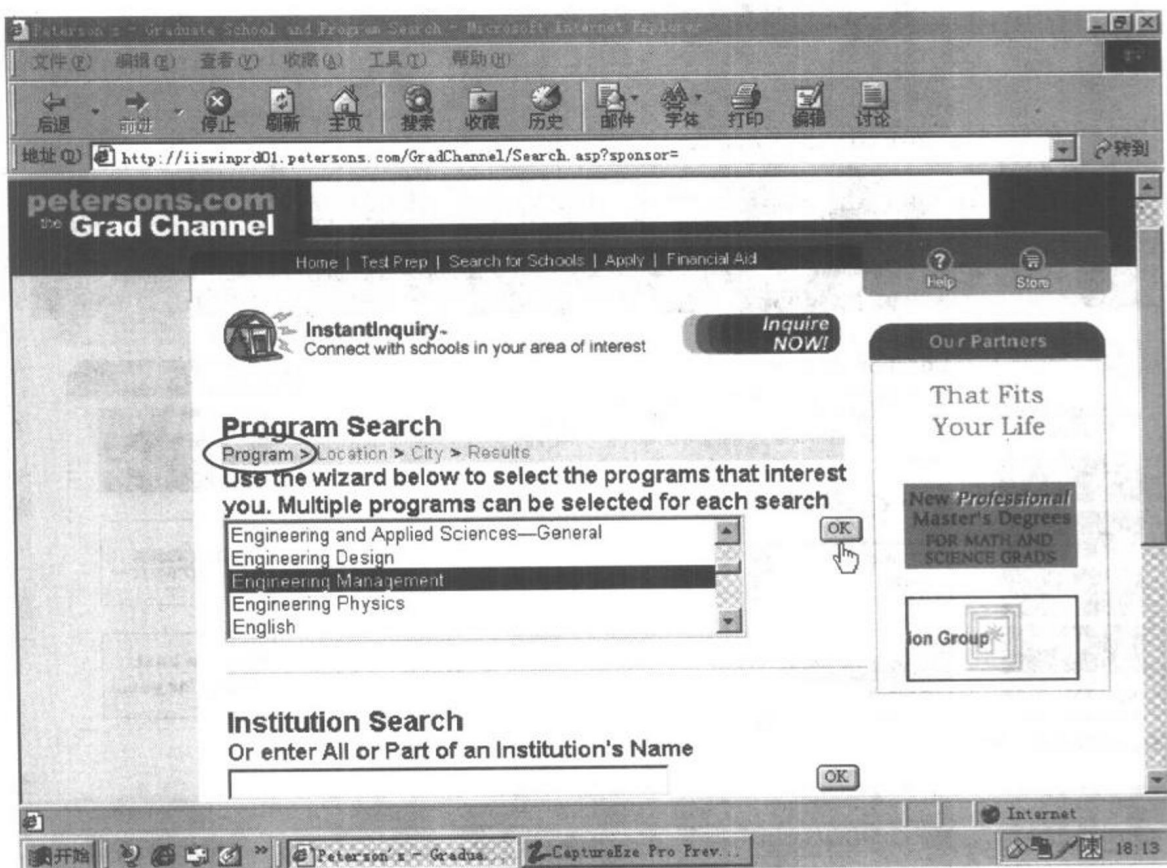 Peterson's - Graduate School and Program Search - Microsoft Internet Explorer
文件(F) 编辑(E) 查看(V) 收藏(A) 工具(T) 帮助(H)
后退 前进 停止 刷新 主页 搜索 收藏 历史 邮件 字体 打印 编辑 讨论
地址(D) http://iiswinprd01.petersons.com/GradChannel/Search.asp?sponsor= 转到
petersons.com
the Grad Channel
Home | Test Prep | Search for Schools | Apply | Financial Aid
Help Store
InstantInquiry
Connect with schools in your area of interest
Inquire
NOW!
Our Partners
That Fits
Your Life
Program Search
Program > Location > City > Results
Use the wizard below to select the programs that interest
you. Multiple programs can be selected for each search
Engineering and Applied Sciences—General
Engineering Design
Engineering Management
Engineering Physics
English
OK
New Professional
Master's Degrees
FOR MATH AND
SCIENCE GRADS
ion Group
Institution Search
Or enter All or Part of an Institution's Name
OK
Internet
开始 Peterson's - Gradua... CaptureEze Pro Prev... 18:13